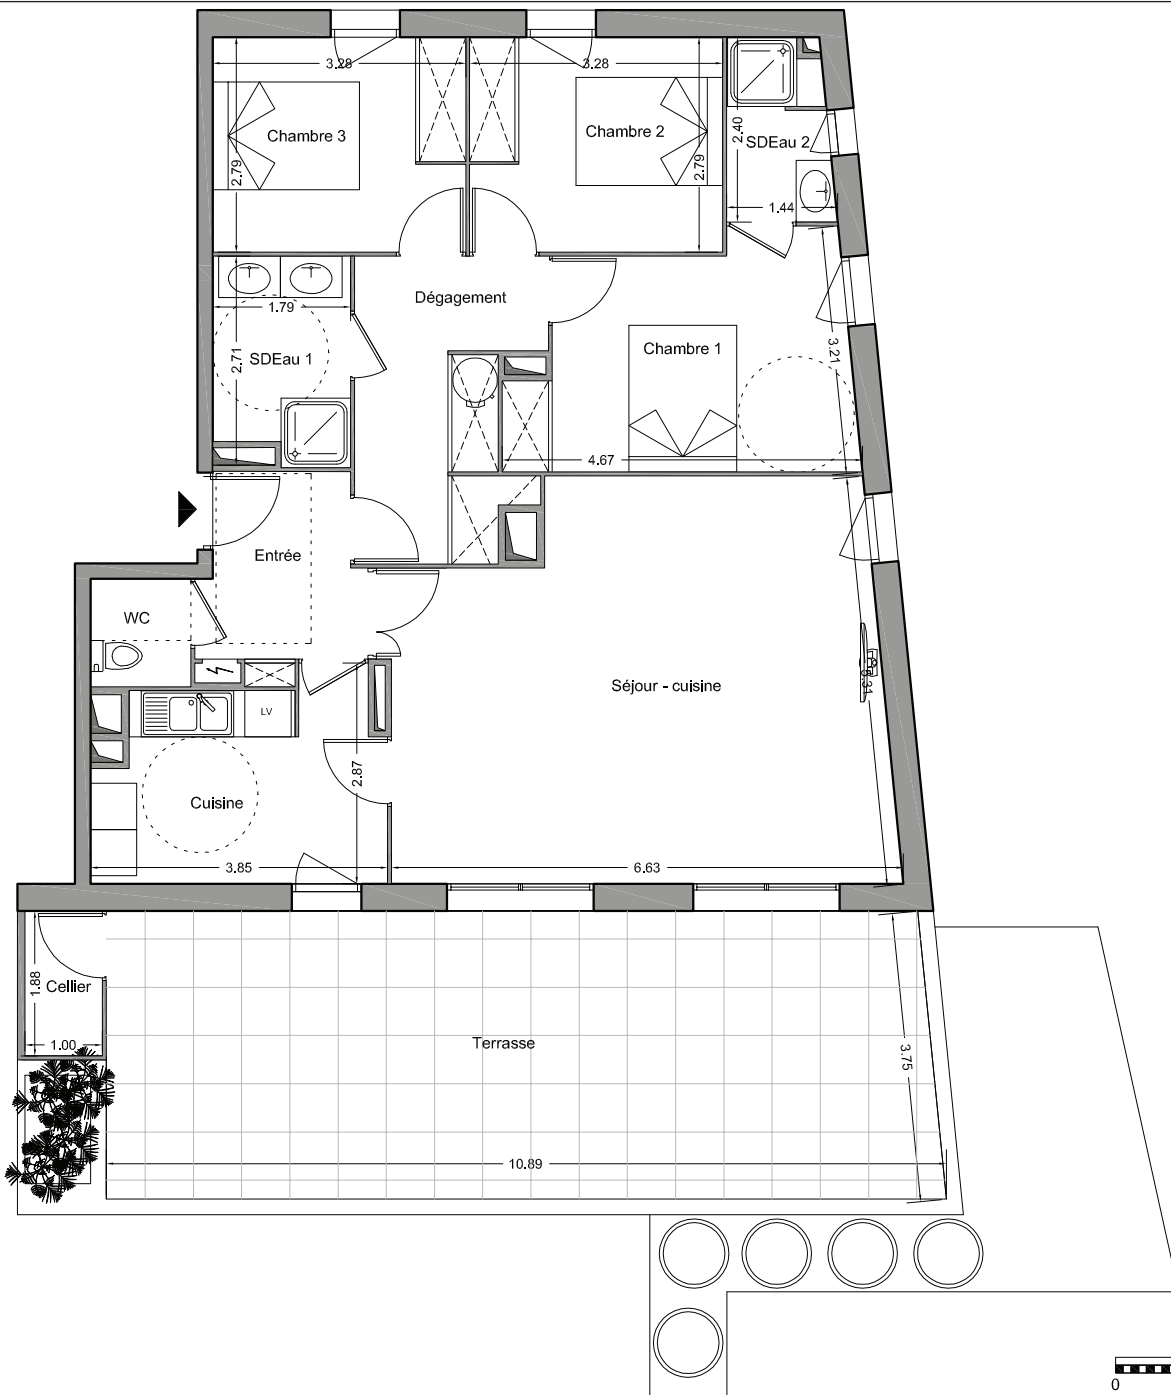 3.28
3.28
Chambre 3
Chambre 2
2.40
SDEau 2
2.79
2.79
1.44
Dégagement
1.79
3.21
Chambre 1
SDEau 1
2.71
4.67
Entrée
WC
Séjour - cuisine
LV
2.87
Cuisine
3.85
6.63
1.88
Cellier
1.00
Terrasse
3.75
10.89
0